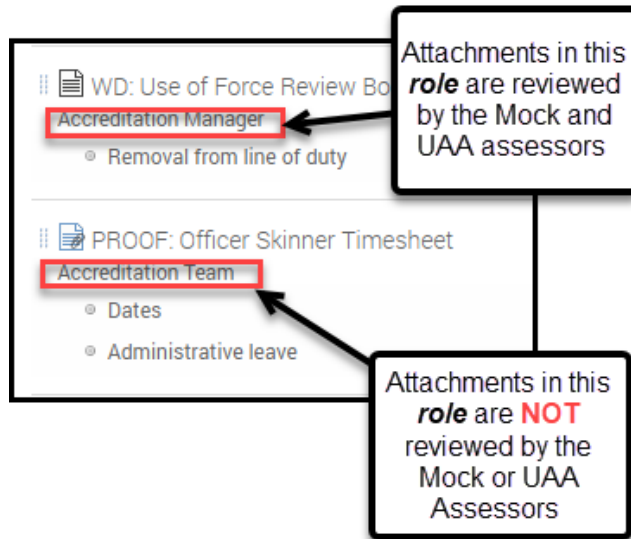 Attachments in this
role are reviewed
by the Mock and
UAA assessors
WD: Use of Force Review Bo
Accreditation Manager
Removal from line of duty
PROOF: Officer Skinner Timesheet
Accreditation Team
Dates
Administrative leave
Attachments in this
role are NOT
reviewed by the
Mock or UAA
Assessors